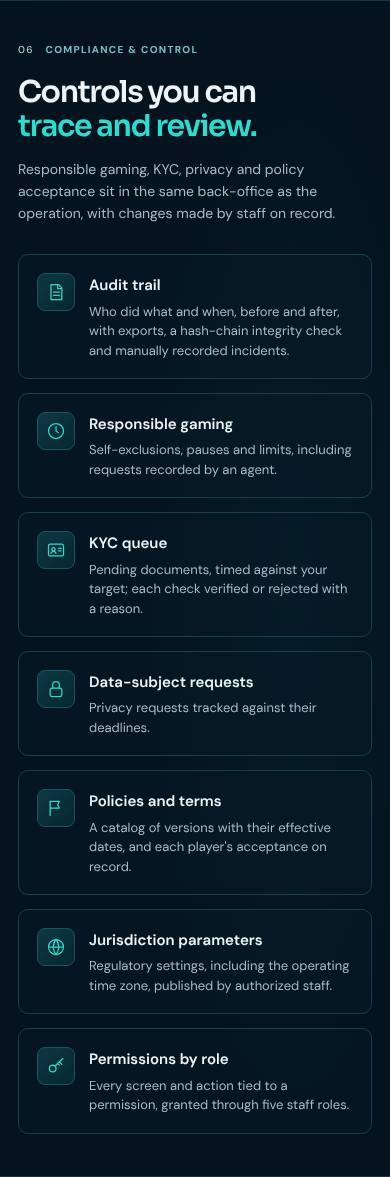 06 COMPLIANCE & CONTROL
Controls you can
trace and review.
Responsible gaming, KYC, privacy and policy
acceptance sit in the same back-office as the
operation, with changes made by staff on record.
Audit trail
Who did what and when, before and after,
with exports, a hash-chain integrity check
and manually recorded incidents.
Responsible gaming
Self-exclusions, pauses and limits, including
requests recorded by an agent.
KYC queue
Pending documents, timed against your
target; each check verified or rejected with
a reason.
Data-subject requests
Privacy requests tracked against their
deadlines.
Policies and terms
A catalog of versions with their effective
dates, and each player's acceptance on
record.
Jurisdiction parameters
Regulatory settings, including the operating
time zone, published by authorized staff.
Permissions by role
Every screen and action tied to a
permission, granted through five staff roles.